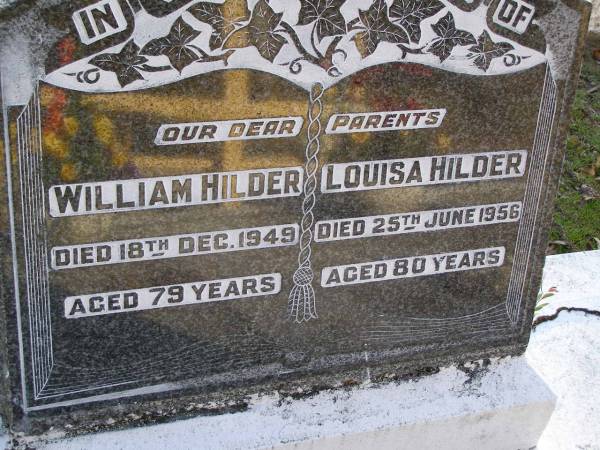 IN OF
OUR DEAR PARENTS
WILLIAM HILDER
DIED 18TH DEC. 1949
AGED 79 YEARS
LOUISA HILDER
DIED 25TH JUNE 1956
AGED 80 YEARS